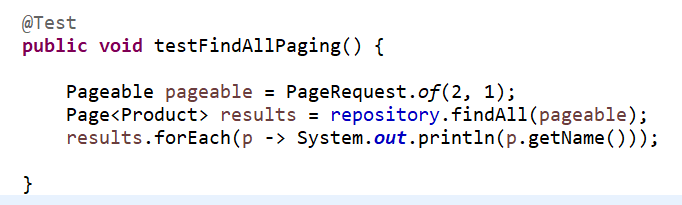 @Test
public void testFindAllPaging() {
Pageable pageable = PageRequest.of(2, 1);
Page<Product> results = repository.findAll(pageable);
results.forEach(p -> System.out.println(p.getName()));
}